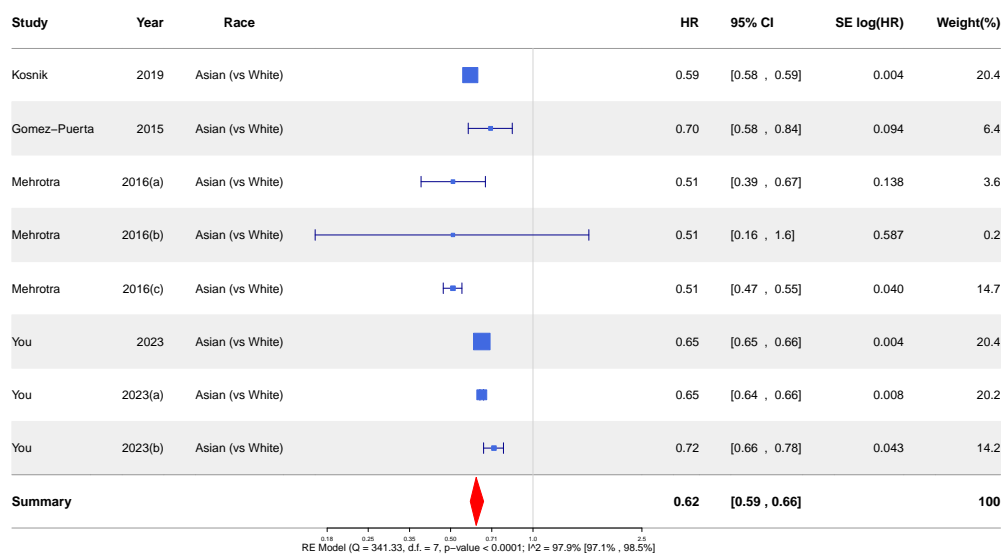 Study Year Race HR 95% CI SE log(HR) Weight(%)
Kosnik 2019 Asian (vs White) 0.59 [0.58 , 0.59] 0.004 20.4
Gomez−Puerta 2015 Asian (vs White) 0.70 [0.58 , 0.84] 0.094 6.4
Mehrotra 2016(a) Asian (vs White) 0.51 [0.39 , 0.67] 0.138 3.6
Mehrotra 2016(b) Asian (vs White) 0.51 [0.16 , 1.6] 0.587 0.2
Mehrotra 2016(c) Asian (vs White) 0.51 [0.47 , 0.55] 0.040 14.7
You 2023 Asian (vs White) 0.65 [0.65 , 0.66] 0.004 20.4
You 2023(a) Asian (vs White) 0.65 [0.64 , 0.66] 0.008 20.2
You 2023(b) Asian (vs White) 0.72 [0.66 , 0.78] 0.043 14.2
Summary 0.62 [0.59 , 0.66] 100
0.18 0.25 0.35 0.50 0.71 1.0 2.5
RE Model (Q = 341.33, d.f. = 7, p−value < 0.0001; I^2 = 97.9% [97.1% , 98.5%]